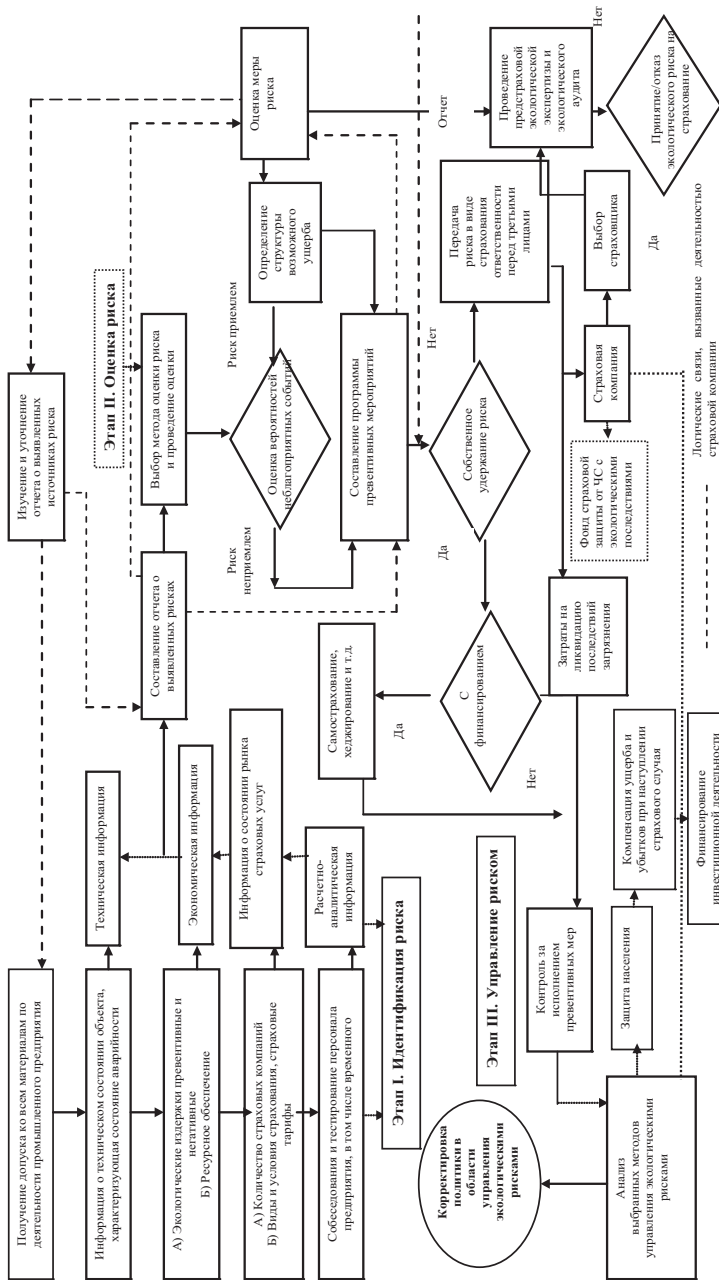 Получение допуска ко всем материалам по
деятельности промышленного предприятия
Информация о техническом состоянии объекта,
характеризующая состояние аварийности
А) Экологические издержки превентивные и
негативные
Б) Ресурсное обеспечение
А) Количество страховых компаний
Б) Виды и условия страхования, страховые
тарифы
Собеседования и тестирование персонала
предприятия, в том числе временного
Техническая информация
Экономическая информация
Информация о состоянии рынка
страховых услуг
Расчетно-
аналитическая
информация
Этап I. Идентификация риска
Изучение и уточнение
отчета о выявленных
источниках риска
Составление отчета о
выявленных рисках
Этап II. Оценка риска
Выбор метода оценки риска
и проведение оценки
Оценка вероятностей
неблагоприятных событий
Риск
неприемлем
Риск приемлем
Определение
структуры
возможного
ущерба
Оценка меры
риска
Составление программы
превентивных мероприятий
Отчет
Собственное
удержание риска
Да
Нет
С
финансированием
Да
Нет
Самострахование,
хеджирование и т.д.
Передача
риска в виде
страхования
ответственности
перед третьими
лицами
Проведение
предстраховой
экологической
экспертизы и
экологического
аудита
Принятие/отказ
экологического риска на
страхование
Нет
Да
Выбор
страховщика
Страховая
компания
Фонд страховой
защиты от ЧС с
экологическими
последствиями
Затраты на
ликвидацию
последствий
загрязнения
Этап III. Управление риском
Контроль за
исполнением
превентивных мер
Корректировка
политики в
области
управления
экологическими
рисками
Анализ
выбранных методов
управления экологическими
рисками
Защита населения
Компенсация ущерба и
убытков при наступлении
страхового случая
Финансирование
инвестиционной деятельности
Логические связи, вызванные деятельностью
страховой компании